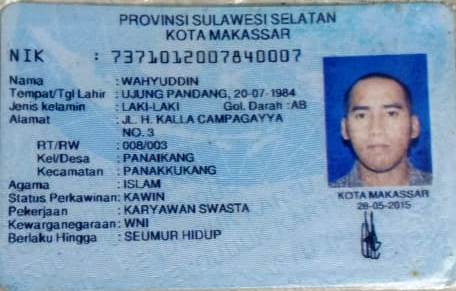 PROVINSI SULAWESI SELATAN
KOTA MAKASSAR
NIK : 7371012007840007
Nama : WAHYUDDIN
Tempat/Tgl Lahir : UJUNG PANDANG, 20-07-1984
Jenis kelamin : LAKI-LAKI Gol. Darah :AB
Alamat : JL. H. KALLA CAMPAGAYYA
NO. 3
RT/RW : 008/003
Kel/Desa : PANAIKANG
Kecamatan : PANAKKUKANG
Agama : ISLAM
Status Perkawinan: KAWIN
Pekerjaan : KARYAWAN SWASTA
Kewarganegaraan: WNI
Berlaku Hingga : SEUMUR HIDUP
KOTA MAKASSAR
28-05-2015